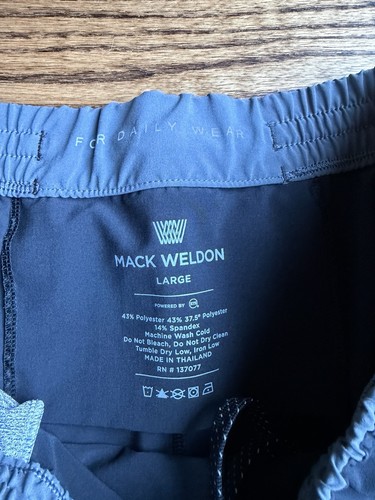 FOR DAILY WEAR
MACK WELDON
LARGE
POWERED BY
43% Polyester 43% 37.5® Polyester
14% Spandex
Machine Wash Cold
Do Not Bleach, Do Not Dry Clean
Tumble Dry Low, Iron Low
MADE IN THAILAND
RN # 137077